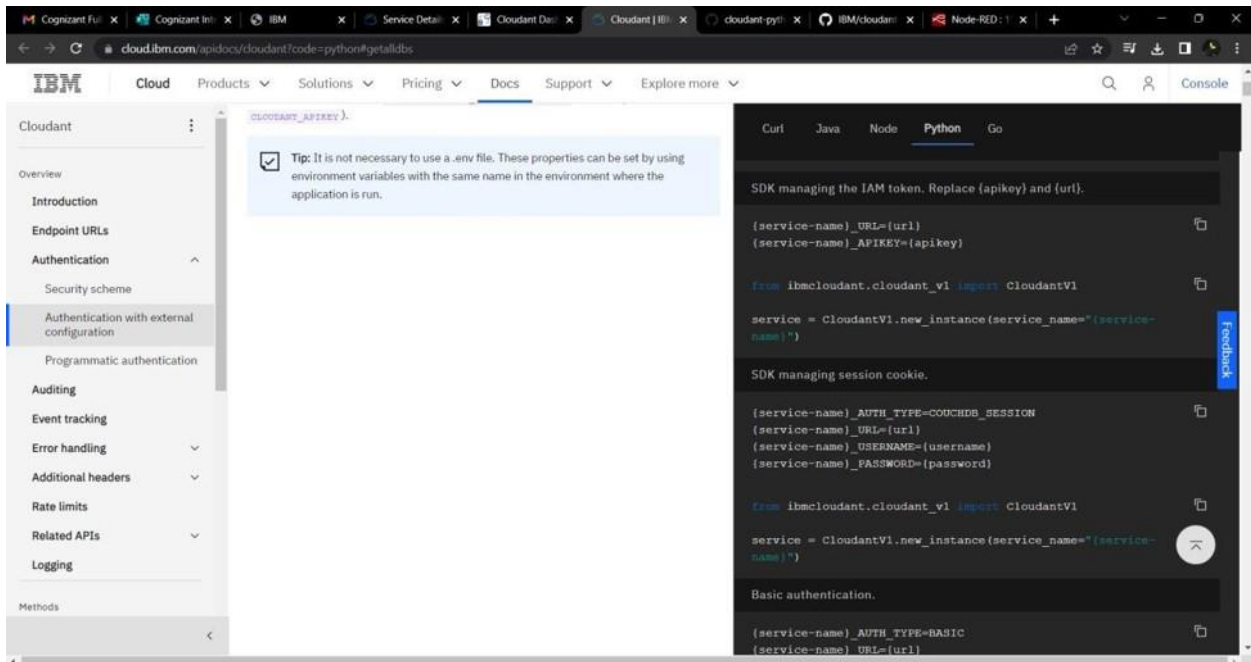 Cognizant Ful
Cognizant Int
IBM
Service Detail
Cloudant Das
Cloudant | IB
cloudant-pyth
IBM/cloudan
Node-RED : 1
cloud.ibm.com/apidocs/cloudant?code=python#getalldbs
IBM
Cloud
Products
Solutions
Pricing
Docs
Support
Explore more
Console
Cloudant
Overview
Introduction
Endpoint URLs
Authentication
Security scheme
Authentication with external
configuration
Programmatic authentication
Auditing
Event tracking
Error handling
Additional headers
Rate limits
Related APIs
Logging
Methods
CLOUDANT_APIKEY).
Tip: It is not necessary to use a .env file. These properties can be set by using
environment variables with the same name in the environment where the
application is run.
Curl
Java
Node
Python
Go
SDK managing the IAM token. Replace {apikey} and {url}.
{service-name}_URL={url}
{service-name}_APIKEY={apikey}
from ibmcloudant.cloudant_v1 import CloudantV1
service = CloudantV1.new_instance(service_name="{service-
name}")
SDK managing session cookie.
{service-name}_AUTH_TYPE=COUCHDB_SESSION
{service-name}_URL={url}
{service-name}_USERNAME={username}
{service-name}_PASSWORD={password}
from ibmcloudant.cloudant_v1 import CloudantV1
service = CloudantV1.new_instance(service_name="{service-
name}")
Basic authentication.
{service-name}_AUTH_TYPE=BASIC
{service-name}_URL={url}
Feedback